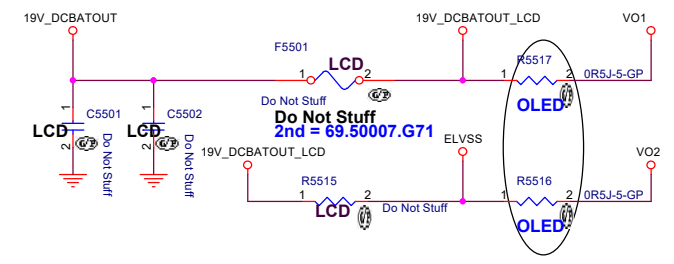 19V_DCBATOUT
19V_DCBATOUT_LCD
VO1
F5501
LCD
R5517
1
2
1
2
0R5J-5-GP
G/P
Do Not Stuff
OLED
Do Not Stuff
2nd = 69.50007.G71
1
C5501
LCD
2
G/P
Do Not Stuff
1
C5502
LCD
2
G/P
Do Not Stuff
19V_DCBATOUT_LCD
ELVSS
VO2
R5515
R5516
1
2
1
2
0R5J-5-GP
LCD
Do Not Stuff
OLED